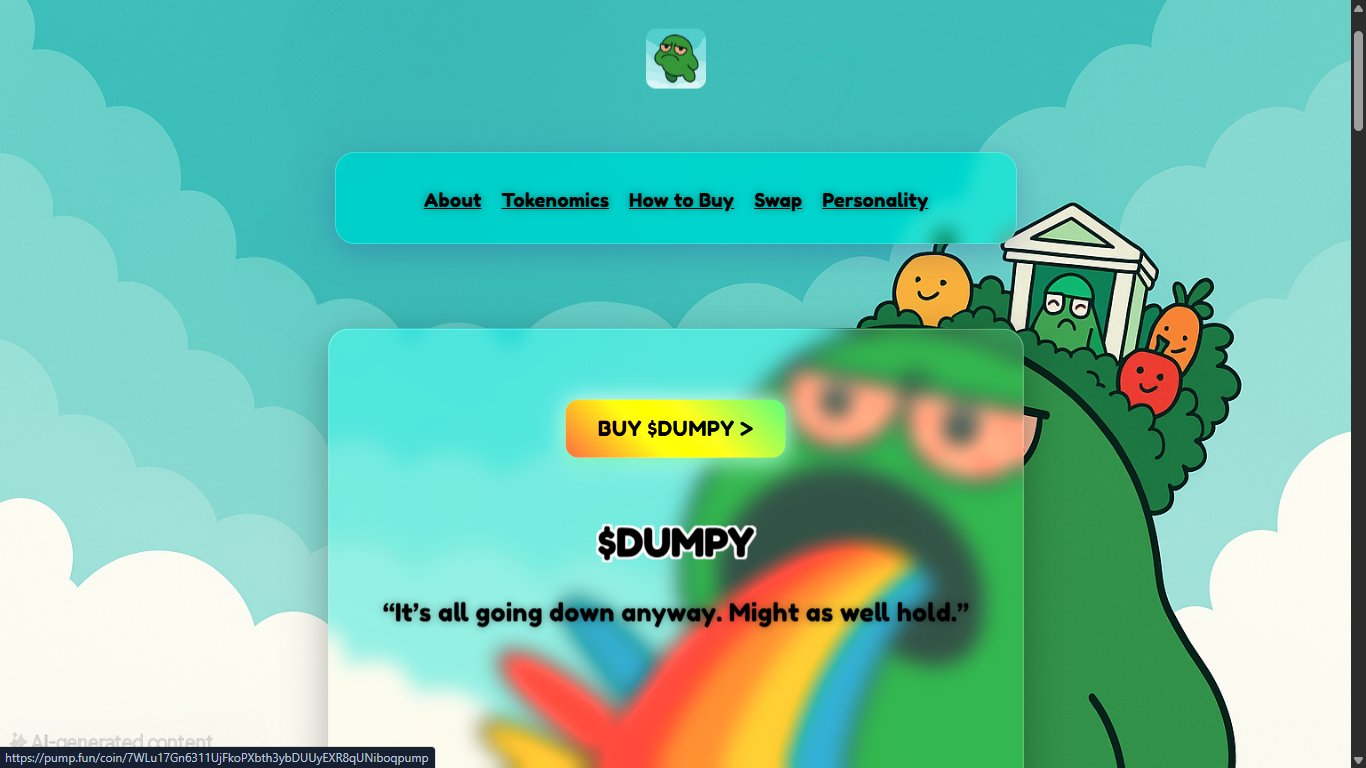 About Tokenomics How to Buy Swap Personality
BUY $DUMPY >
$DUMPY
“It’s all going down anyway. Might as well hold.”
AI-generated content
https://pump.fun/coin/7WLu17Gn6311UjFkoPXbth3ybDUUyEXR8qUNiboqpump